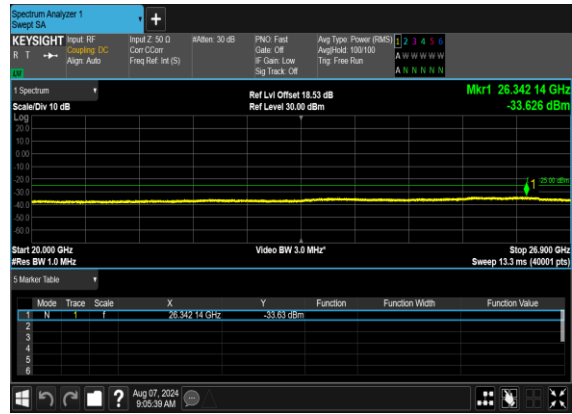 Spectrum Analyzer 1
Swept SA
+
KEYSIGHT Input: RF Input Z: 50 Ω #Atten: 30 dB PNO: Fast Avg Type: Power (RMS) 1 2 3 4 5 6
R T Coupling: DC Corr CCorr Gate: Off Avg|Hold: 100/100 A W W W W W
Align: Auto Freq Ref: Int (S) IF Gain: Low Trig: Free Run
Sig Track: Off A N N N N N
1 Spectrum Ref Lvl Offset 18.53 dB Mkr1 26.342 14 GHz
Scale/Div 10 dB Ref Level 30.00 dBm -33.626 dBm
Log
20.0
10.0
0.00
-10.0
-20.0
1 -25.00 dBm
-30.0
-40.0
-50.0
-60.0
Start 20.000 GHz Video BW 3.0 MHz* Stop 26.900 GHz
#Res BW 1.0 MHz Sweep 13.3 ms (40001 pts)
5 Marker Table
Mode Trace Scale X Y Function Function Width Function Value
1 N 1 f 26.342 14 GHz -33.63 dBm
2
3
4
5
6
? Aug 07, 2024
9:05:39 AM